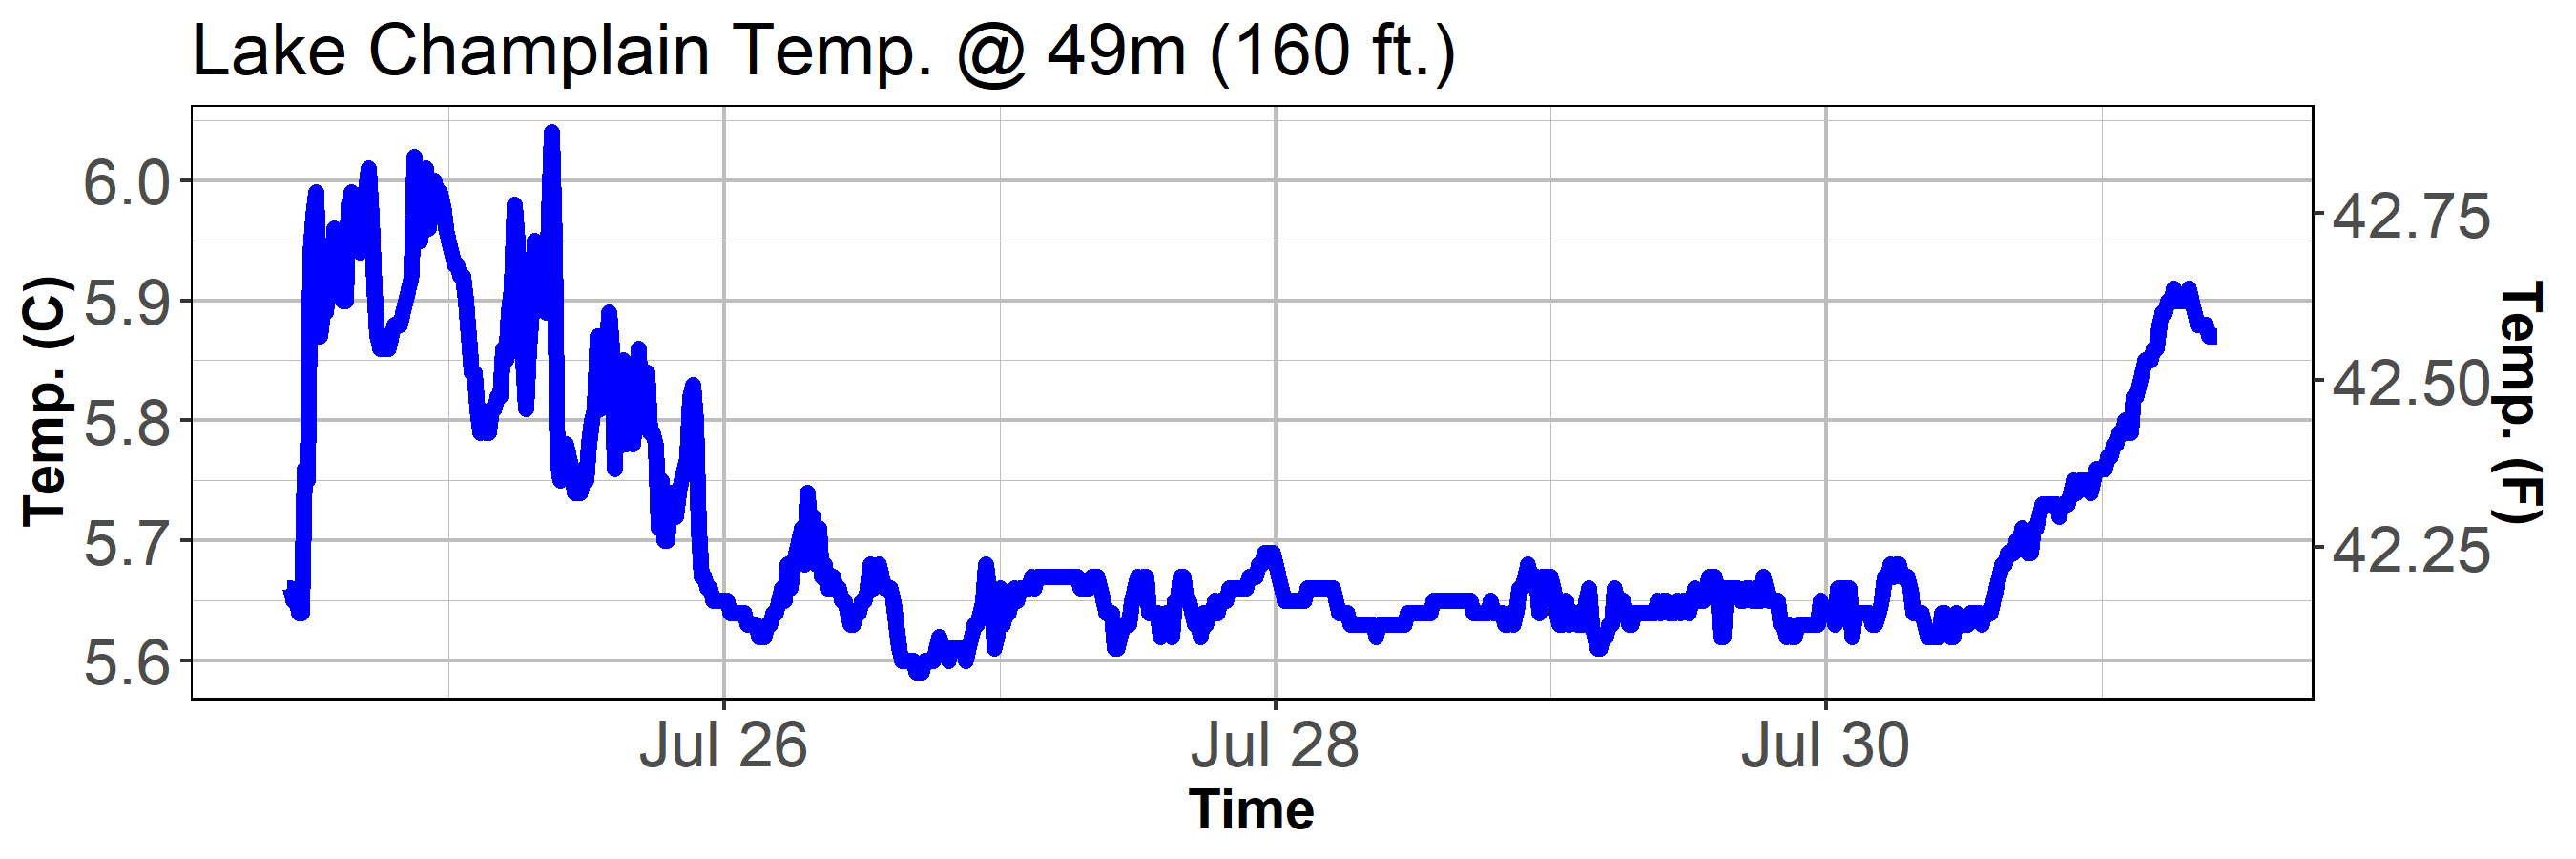 Lake Champlain Temp. @ 49m (160 ft.)
6.0
5.9
5.8
5.7
5.6
Temp. (C)
42.75
42.50
42.25
Temp. (F)
Jul 26
Jul 28
Jul 30
Time